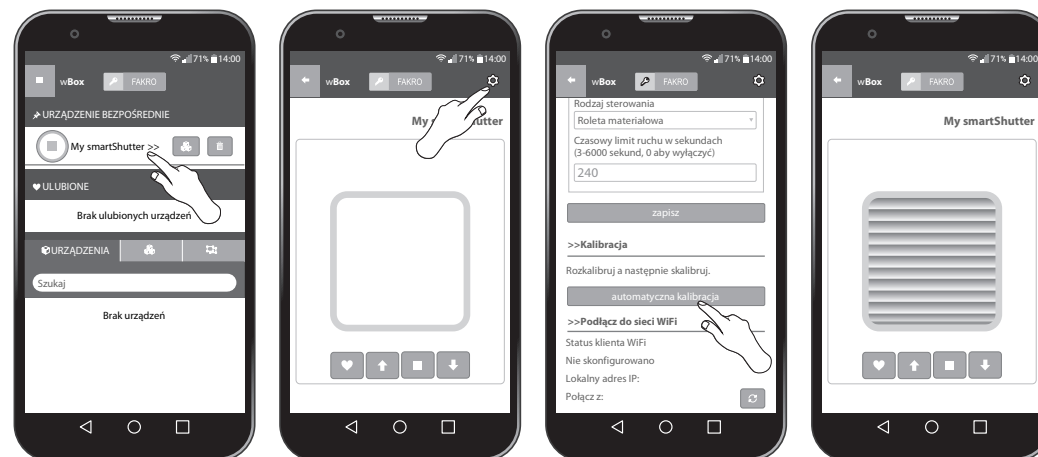 71% 14:00
wBox FAKRO
URZĄDZENIE BEZPOŚREDNIE
My smartShutter >>
ULUBIONE
Brak ulubionych urządzeń
URZĄDZENIA
Szukaj
Brak urządzeń
71% 14:00
wBox FAKRO
My utter
71% 14:00
wBox FAKRO
Rodzaj sterowania
Roleta materiałowa
Czasowy limit ruchu w sekundach
(3-6000 sekund, 0 aby wyłączyć)
240
zapisz
>>Kalibracja
Rozkalibruj a następnie skalibruj.
automatyczna kalibracja
>>Podłącz do sieci WiFi
Status klienta WiFi
Nie skonfigurowano
Lokalny adres IP:
Połącz z:
71% 14:00
wBox FAKRO
My smartShutter